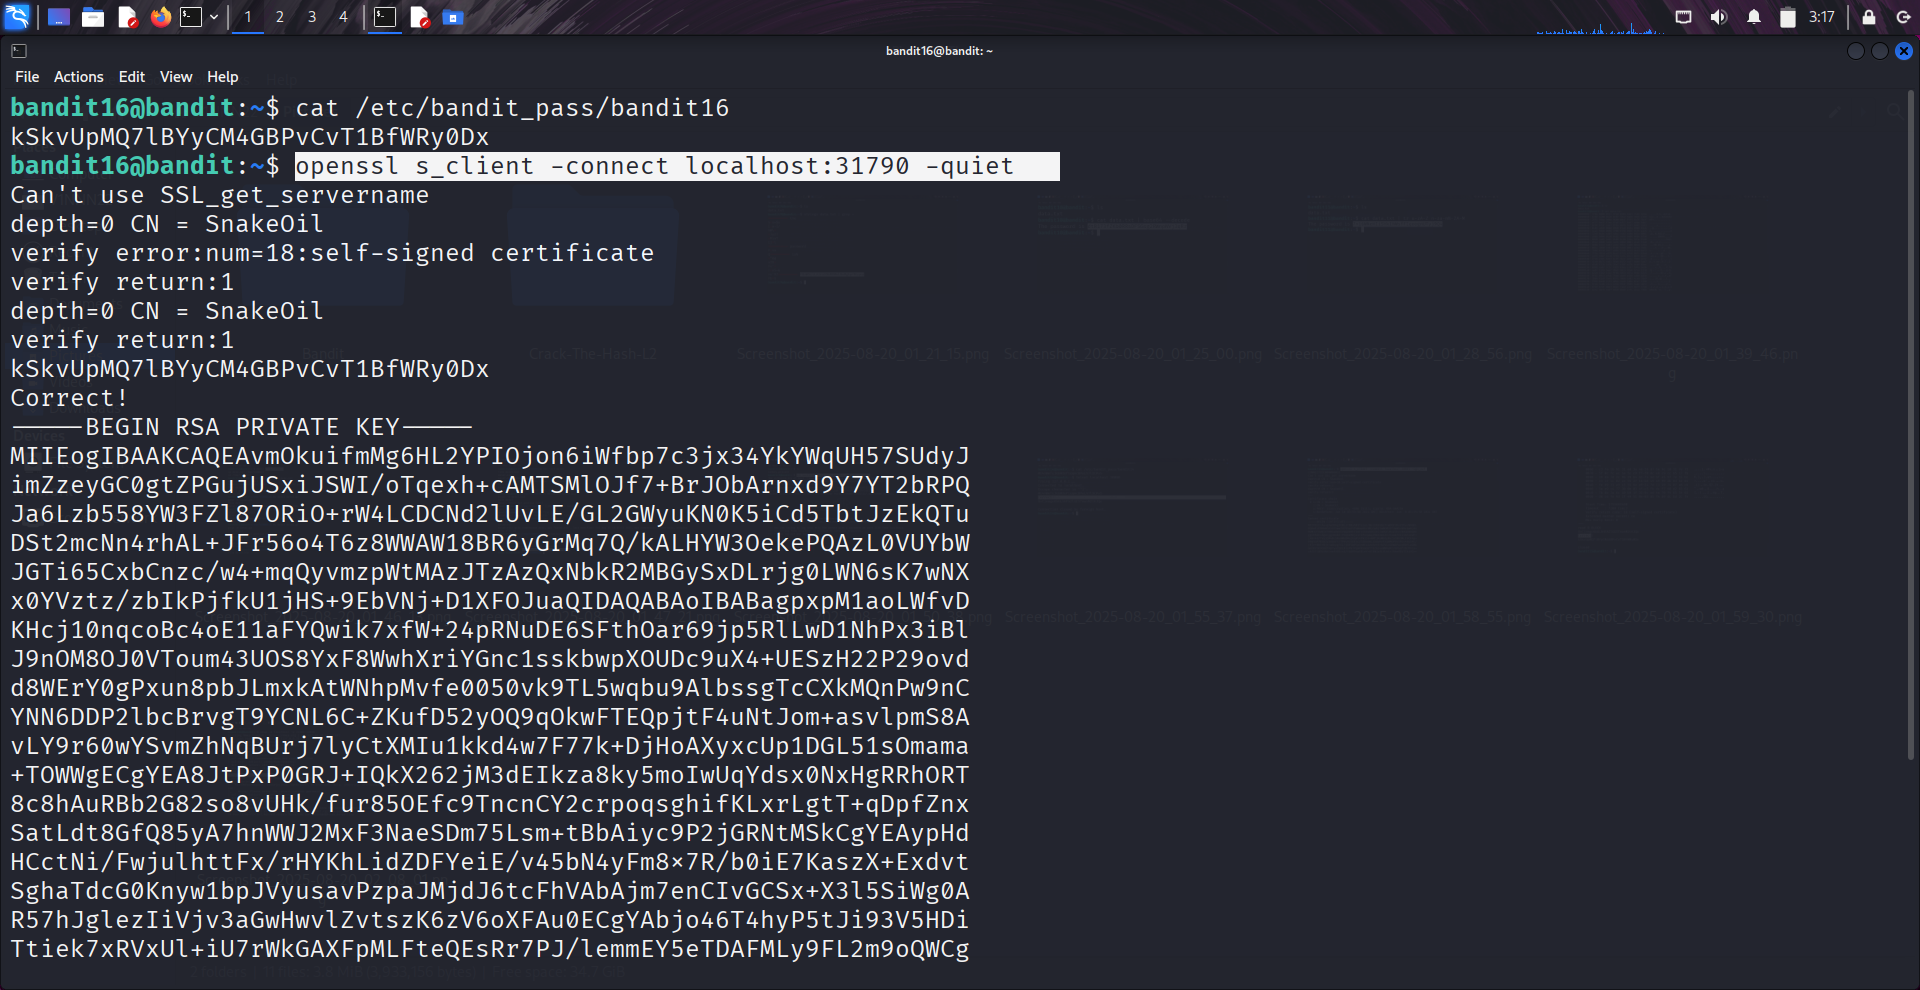 1 2 3 4 3:17
bandit16@bandit: ~
File Actions Edit View Help
bandit16@bandit:~$ cat /etc/bandit_pass/bandit16
kSkvUpMQ7lBYyCM4GBPvCvT1BfWRy0Dx
bandit16@bandit:~$ openssl s_client -connect localhost:31790 -quiet
Can't use SSL_get_servername
depth=0 CN = SnakeOil
verify error:num=18:self-signed certificate
verify return:1
depth=0 CN = SnakeOil
verify return:1
kSkvUpMQ7lBYyCM4GBPvCvT1BfWRy0Dx
Correct!
-----BEGIN RSA PRIVATE KEY-----
MIIEogIBAAKCAQEAvmOkuifmMg6HL2YPIOjon6iWfbp7c3jx34YkYWqUH57SUdyJ
imZzeyGC0gtZPGujUSxiJSWI/oTqexh+cAMTSMlOJf7+BrJObArnxd9Y7YT2bRPQ
Ja6Lzb558YW3FZl87ORiO+rW4LCDCNd2lUvLE/GL2GWyuKN0K5iCd5TbtJzEkQTu
DSt2mcNn4rhAL+JFr56o4T6z8WWAW18BR6yGrMq7Q/kALHYW3OekePQAzL0VUYbW
JGTi65CxbCnzc/w4+mqQyvmzpWtMAzJTzAzQxNbkR2MBGySxDLrjg0LWN6sK7wNX
x0YVztz/zbIkPjfkU1jHS+9EbVNj+D1XFOJuaQIDAQABAoIBABagpxpM1aoLWfvD
KHcj10nqcoBc4oE11aFYQwik7xfW+24pRNuDE6SFthOar69jp5RlLwD1NhPx3iBl
J9nOM8OJ0VToum43UOS8YxF8WwhXriYGnc1sskbwpXOUDc9uX4+UESzH22P29ovd
d8WErY0gPxun8pbJLmxkAtWNhpMvfe0050vk9TL5wqbu9AlbssgTcCXkMQnPw9nC
YNN6DDP2lbcBrvgT9YCNL6C+ZKufD52yOQ9qOkwFTEQpjtF4uNtJom+asvlpmS8A
vLY9r60wYSvmZhNqBUrj7lyCtXMIu1kkd4w7F77k+DjHoAXyxcUp1DGL51sOmama
+TOWWgECgYEA8JtPxP0GRJ+IQkX262jM3dEIkza8ky5moIwUqYdsx0NxHgRRhORT
8c8hAuRBb2G82so8vUHk/fur85OEfc9TncnCY2crpoqsghifKLxrLgtT+qDpfZnx
SatLdt8GfQ85yA7hnWWJ2MxF3NaeSDm75Lsm+tBbAiyc9P2jGRNtMSkCgYEAypHd
HCctNi/FwjulhttFx/rHYKhLidZDFYeiE/v45bN4yFm8x7R/b0iE7KaszX+Exdvt
SghaTdcG0Knyw1bpJVyusavPzpaJMjdJ6tcFhVAbAjm7enCIvGCSx+X3l5SiWg0A
R57hJglezIiVjv3aGwHwvlZvtszK6zV6oXFAu0ECgYAbjo46T4hyP5tJi93V5HDi
Ttiek7xRVxUl+iU7rWkGAXFpMLFteQEsRr7PJ/lemmEY5eTDAFMLy9FL2m9oQWCg